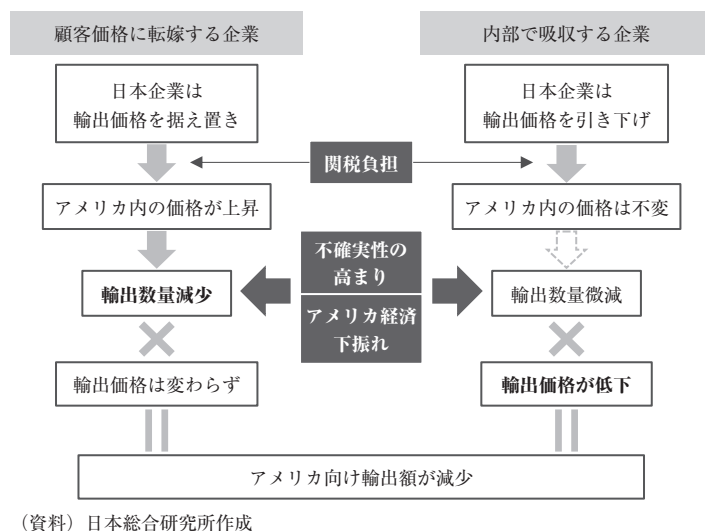 顧客価格に転嫁する企業
内部で吸収する企業
日本企業は
輸出価格を据え置き
日本企業は
輸出価格を引き下げ
関税負担
アメリカ内の価格が上昇
アメリカ内の価格は不変
不確実性の
高まり
アメリカ経済
下振れ
輸出数量減少
輸出数量微減
輸出価格は変わらず
輸出価格が低下
アメリカ向け輸出額が減少
（資料）日本総合研究所作成